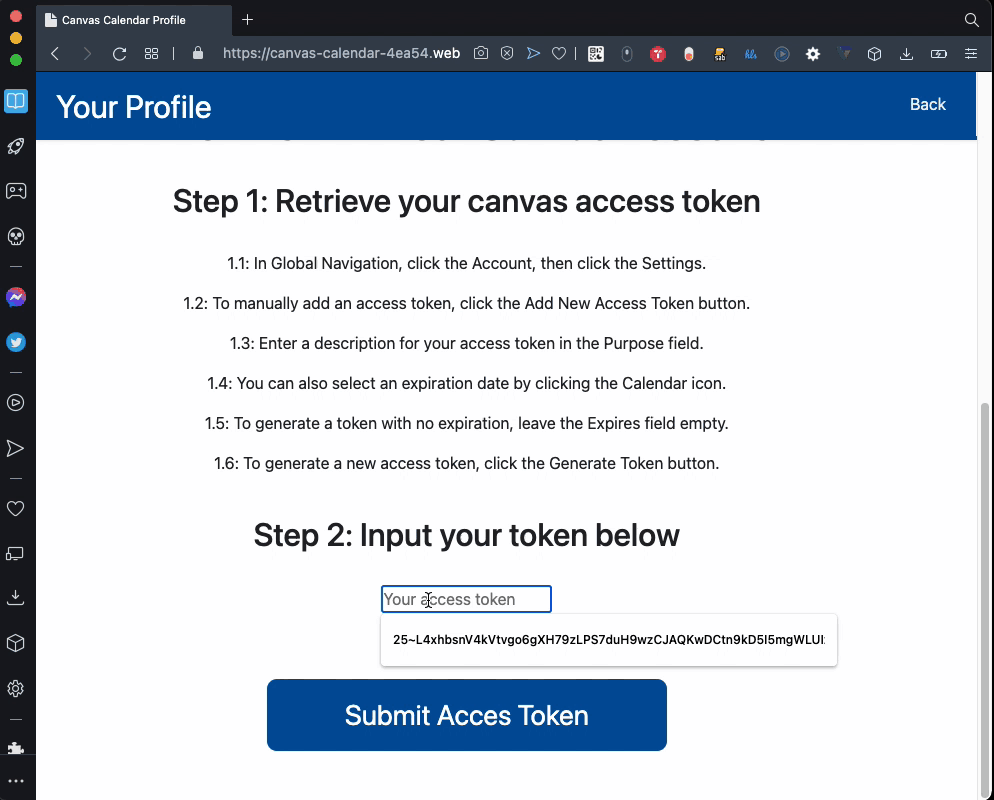 Canvas Calendar Profile
https://canvas-calendar-4ea54.web
Your Profile
Back
Step 1: Retrieve your canvas access token
1.1: In Global Navigation, click the Account, then click the Settings.
1.2: To manually add an access token, click the Add New Access Token button.
1.3: Enter a description for your access token in the Purpose field.
1.4: You can also select an expiration date by clicking the Calendar icon.
1.5: To generate a token with no expiration, leave the Expires field empty.
1.6: To generate a new access token, click the Generate Token button.
Step 2: Input your token below
Your access token
Submit Acces Token